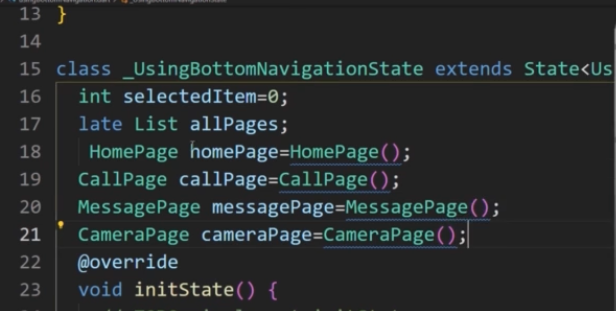 13 }
14
15 class _UsingBottomNavigationState extends State<Us
16 int selectedItem=0;
17 late List allPages;
18 HomePage homePage=HomePage();
19 CallPage callPage=CallPage();
20 MessagePage messagePage=MessagePage();
21 CameraPage cameraPage=CameraPage();
22 @override
23 void initState() {